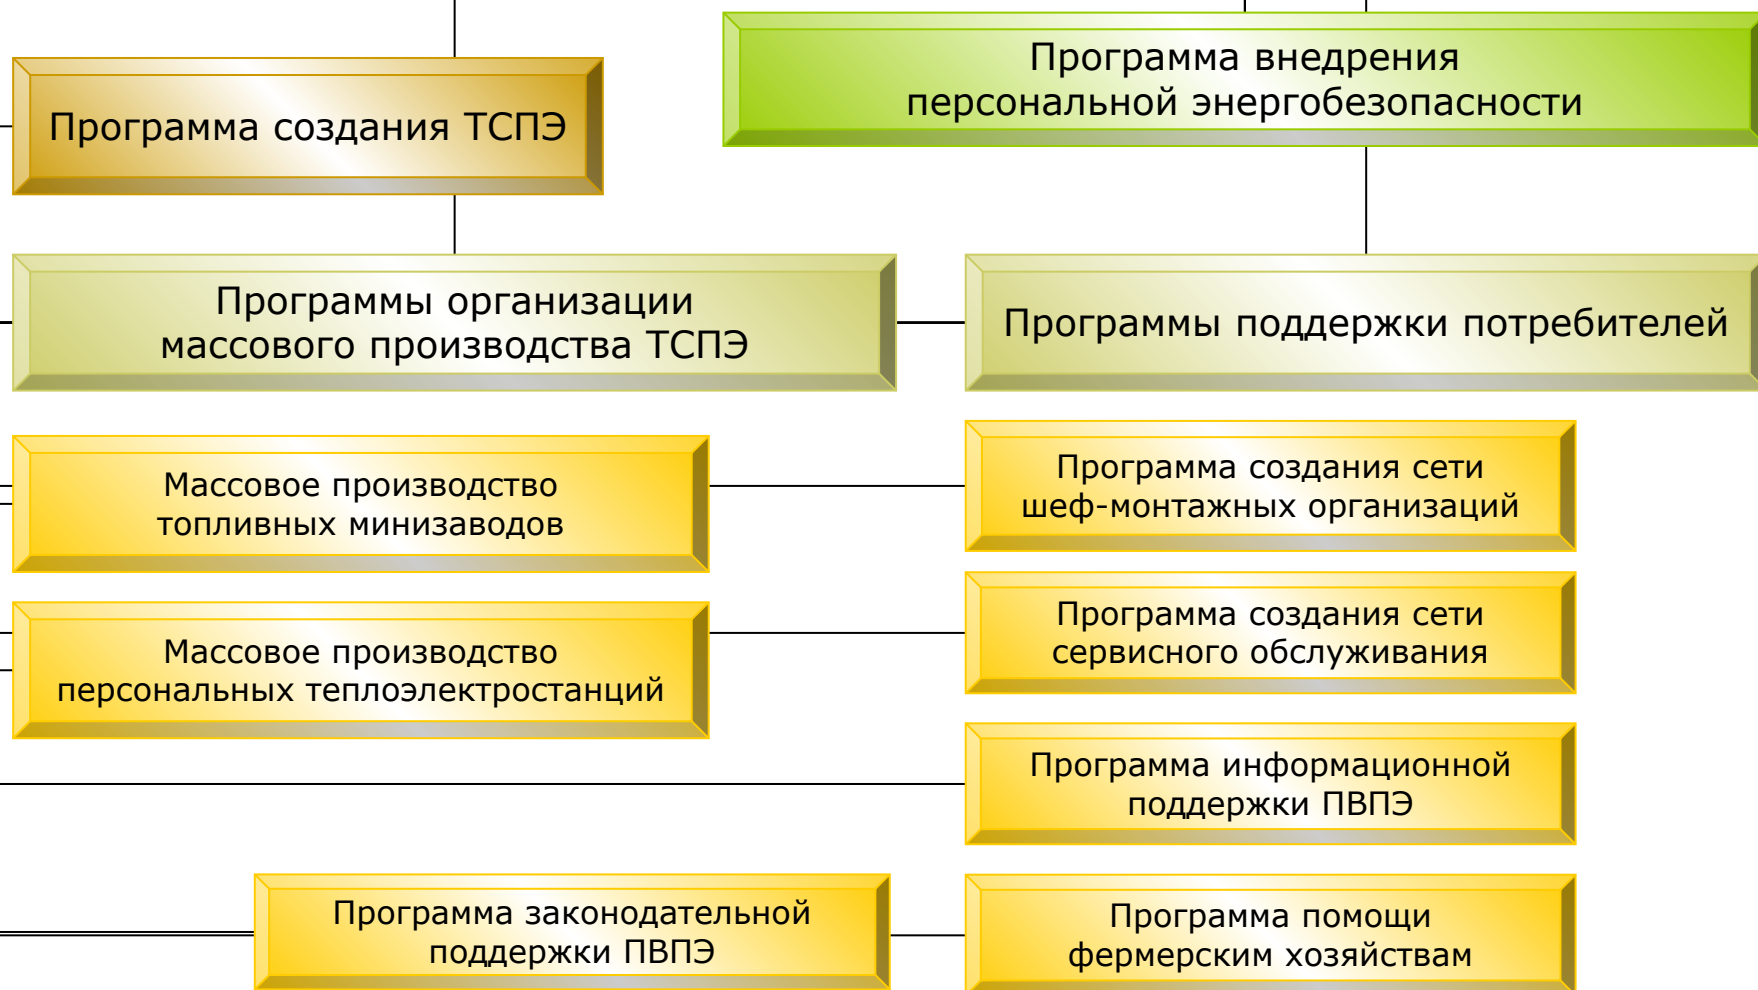 Программа создания ТСПЭ
Программа внедрения
персональной энергобезопасности
Программы организации
массового производства ТСПЭ
Программы поддержки потребителей
Массовое производство
топливных минизаводов
Программа создания сети
шеф-монтажных организаций
Массовое производство
персональных теплоэлектростанций
Программа создания сети
сервисного обслуживания
Программа информационной
поддержки ПВПЭ
Программа законодательной
поддержки ПВПЭ
Программа помощи
фермерским хозяйствам